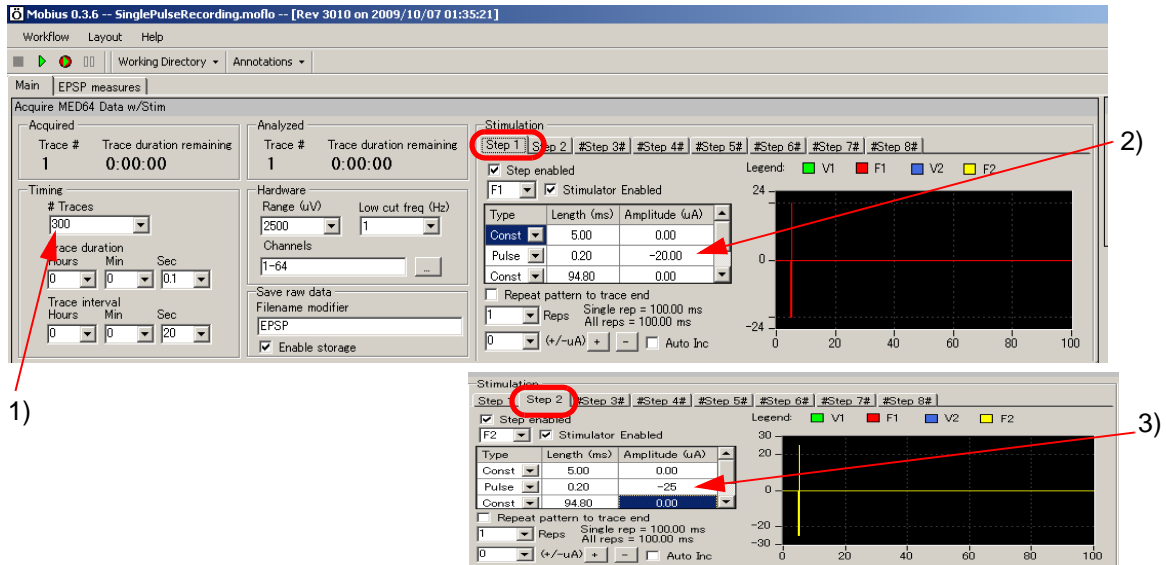 Mobius 0.3.6 -- SinglePulseRecording.moflo -- [Rev 3010 on 2009/10/07 01:35:21]
Workflow Layout Help
Working Directory Annotations
Main EPSP measures
Acquire MED64 Data w/Stim
Acquired
Trace # Trace duration remaining
1 0:00:00
Analyzed
Trace # Trace duration remaining
1 0:00:00
Timing
# Traces
300
Trace duration
Hours Min Sec
0 0 0.1
Trace interval
Hours Min Sec
0 0 20
Hardware
Range (uV) Low cut freq (Hz)
2500 1
Channels
1-64 ...
Save raw data
Filename modifier
EPSP
Enable storage
Stimulation
Step 1 Step 2 #Step 3# #Step 4# #Step 5# #Step 6# #Step 7# #Step 8#
Step enabled
F1 Stimulator Enabled
Type Length (ms) Amplitude (uA)
Const 5.00 0.00
Pulse 0.20 -20.00
Const 94.80 0.00
Repeat pattern to trace end
1 Reps Single rep = 100.00 ms
All reps = 100.00 ms
0 (+/-uA) + - Auto Inc
Legend: V1 F1 V2 F2
24
0
-24
0 20 40 60 80 100
1)
2)
Stimulation
Step 1 Step 2 #Step 3# #Step 4# #Step 5# #Step 6# #Step 7# #Step 8#
Step enabled
F2 Stimulator Enabled
Type Length (ms) Amplitude (uA)
Const 5.00 0.00
Pulse 0.20 -25
Const 94.80 0.00
Repeat pattern to trace end
1 Reps Single rep = 100.00 ms
All reps = 100.00 ms
0 (+/-uA) + - Auto Inc
Legend: V1 F1 V2 F2
30
20
0
-20
-30
0 20 40 60 80 100
3)